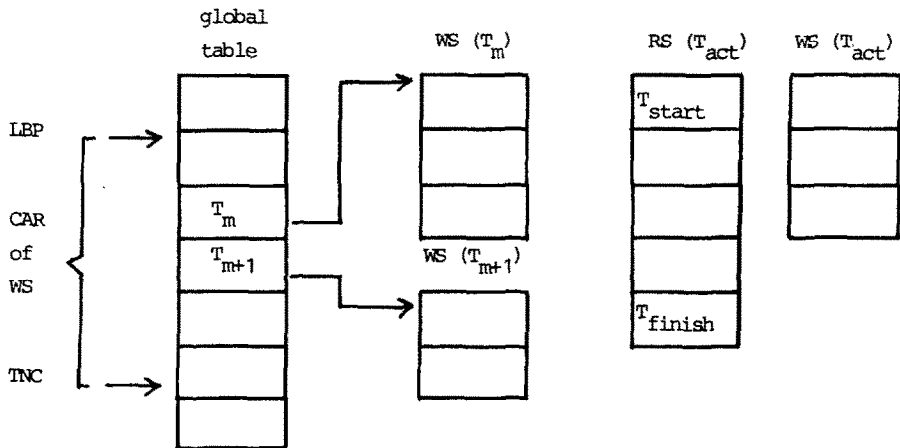 global
table
WS (T_m)
RS (T_act)
WS (T_act)
LBP
T_start
CAR
of
WS
T_m
T_m+1
WS (T_m+1)
T_finish
TNC